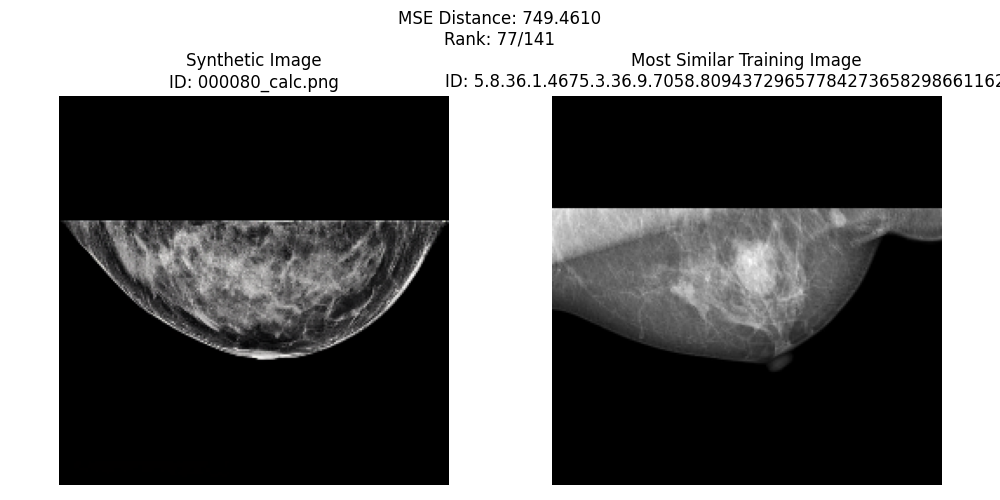 MSE Distance: 749.4610
Rank: 77/141
Synthetic Image
ID: 000080_calc.png
Most Similar Training Image
ID: 5.8.36.1.4675.3.36.9.7058.80943729657784273658298661162